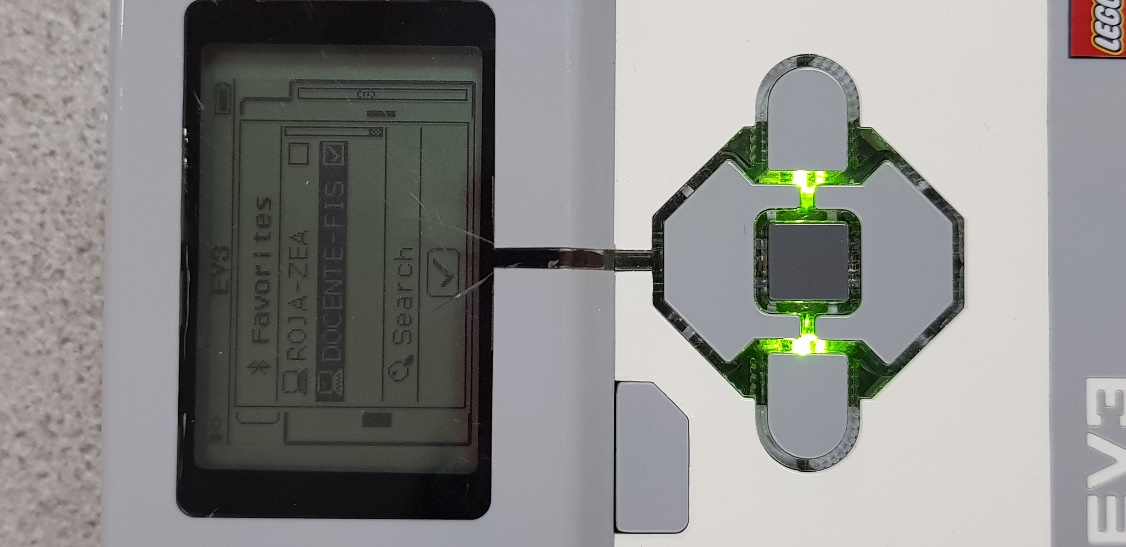 EV3
Favorites
ROJA-ZEA
DOCENTE-FIS
Search
LEGO
EV3